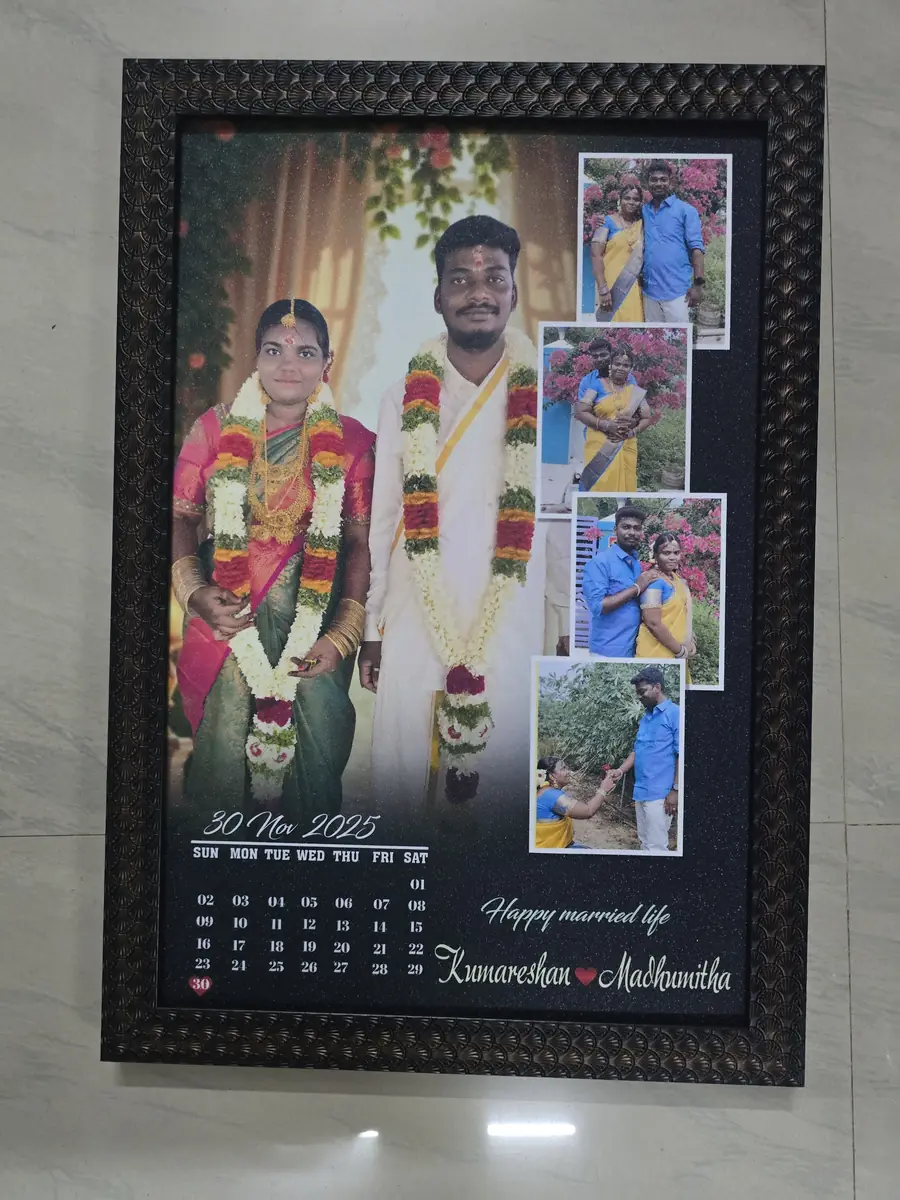 30 Nov 2025
SUN MON TUE WED THU FRI SAT
01
02 03 04 05 06 07 08
09 10 11 12 13 14 15
16 17 18 19 20 21 22
23 24 25 26 27 28 29
30
Happy married life
Kumareshan Madhumitha